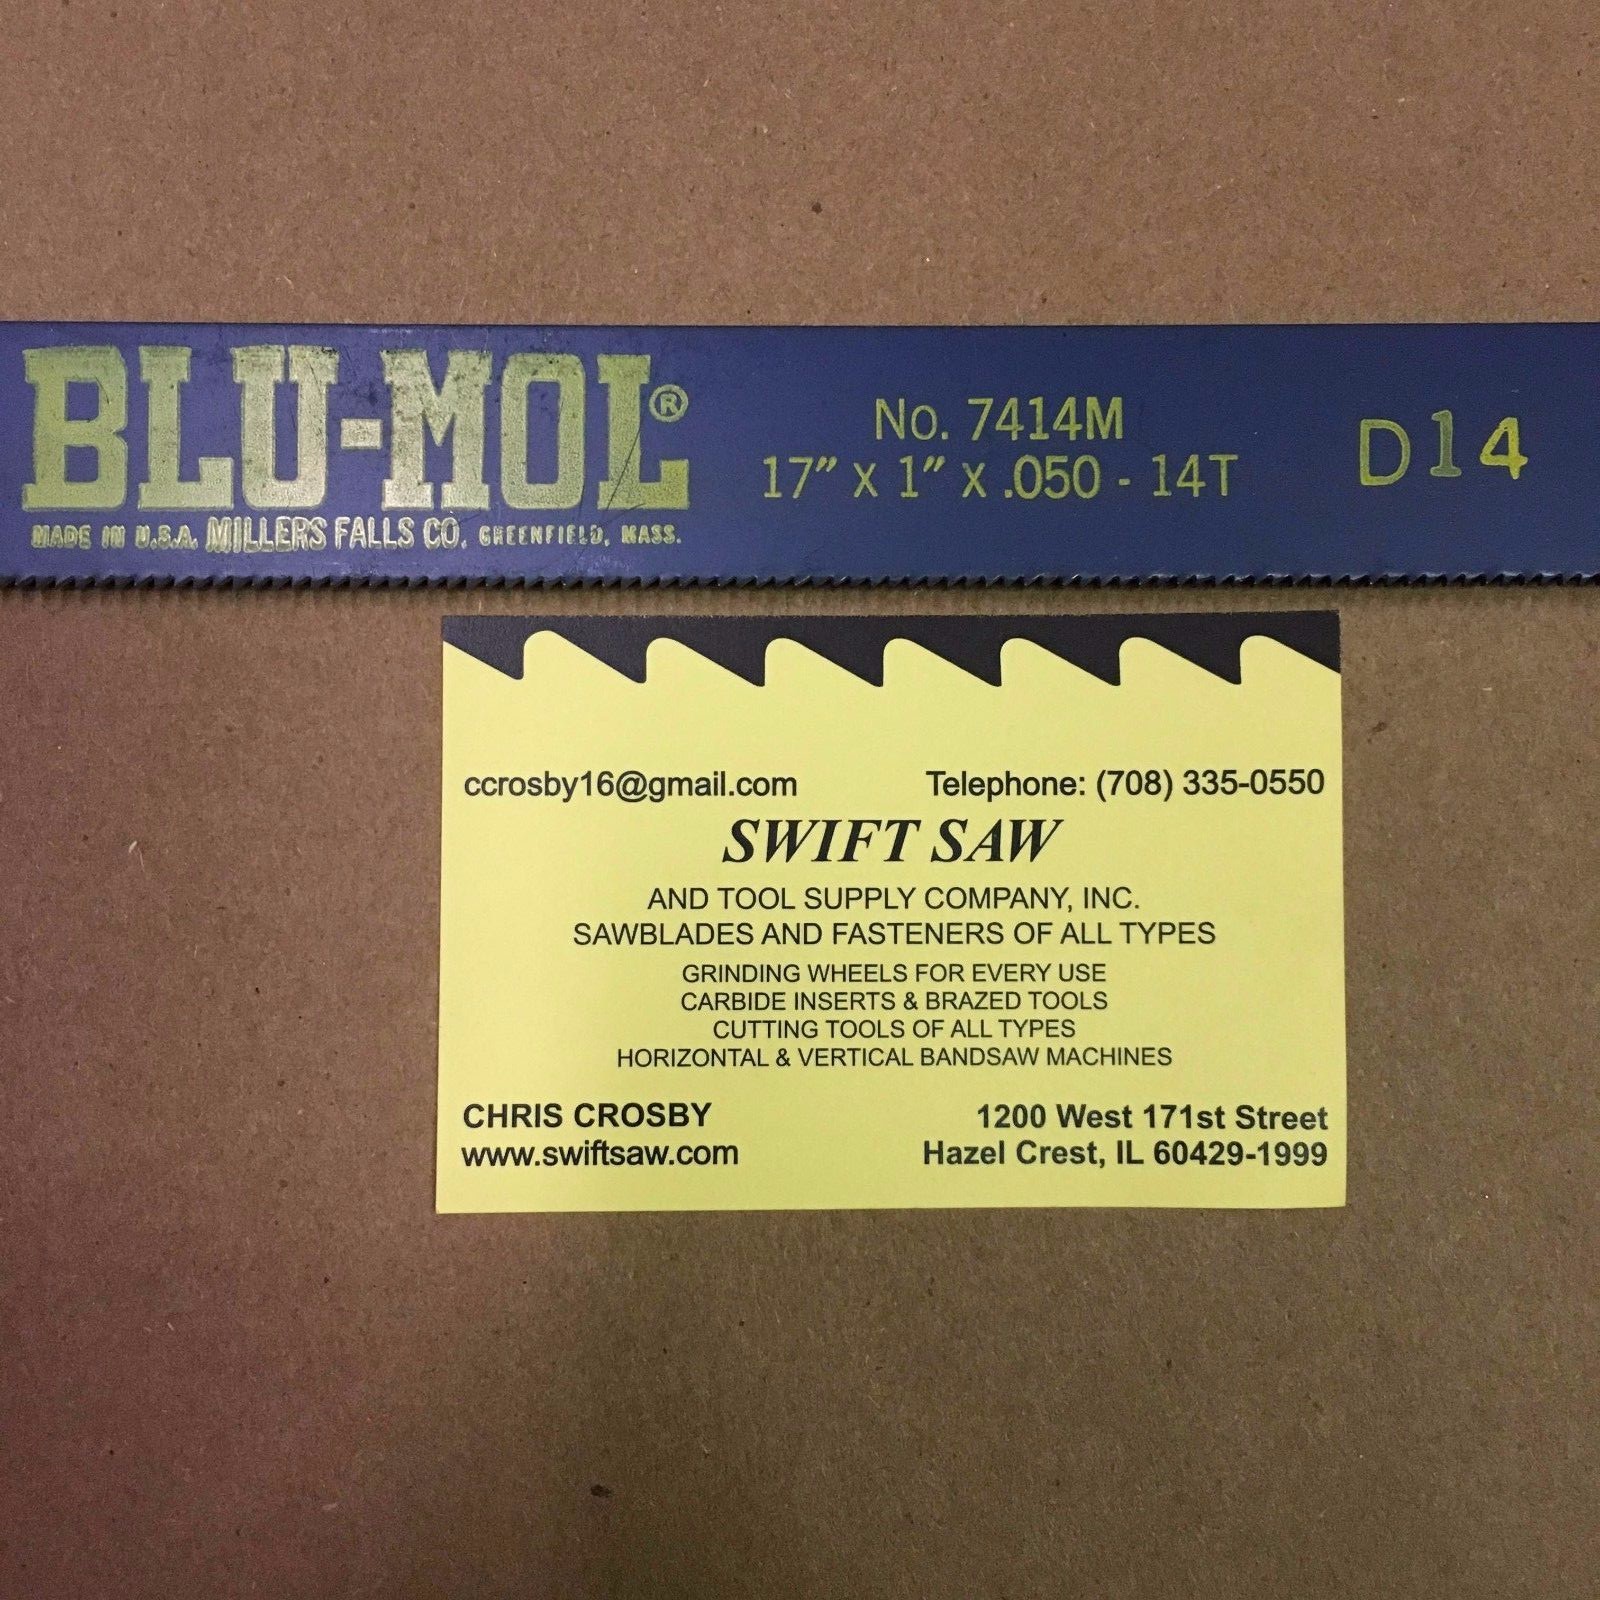 BLU-MOL®
MADE IN U.S.A. MILLERS FALLS CO. GREENFIELD, MASS.
No. 7414M
17" X 1" X .050 - 14T
D14
ccrosby16@gmail.com Telephone: (708) 335-0550
SWIFT SAW
AND TOOL SUPPLY COMPANY, INC.
SAWBLADES AND FASTENERS OF ALL TYPES
GRINDING WHEELS FOR EVERY USE
CARBIDE INSERTS & BRAZED TOOLS
CUTTING TOOLS OF ALL TYPES
HORIZONTAL & VERTICAL BANDSAW MACHINES
CHRIS CROSBY 1200 West 171st Street
www.swiftsaw.com Hazel Crest, IL 60429-1999